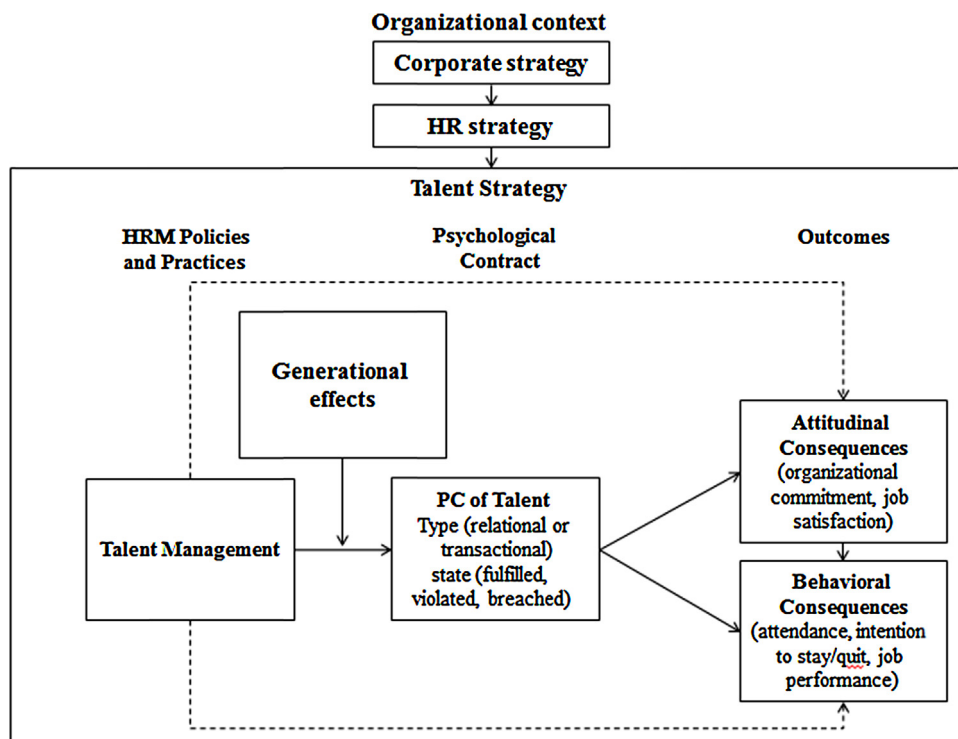 Organizational context
Corporate strategy
HR strategy
Talent Strategy
HRM Policies
and Practices
Psychological
Contract
Outcomes
Generational
effects
Talent Management
PC of Talent
Type (relational or
transactional)
state (fulfilled,
violated, breached)
Attitudinal
Consequences
(organizational
commitment, job
satisfaction)
Behavioral
Consequences
(attendance, intention
to stay/quit, job
performance)